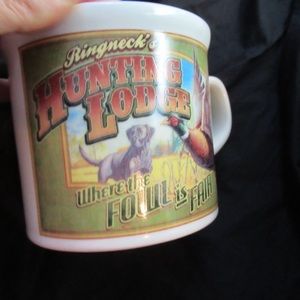 Ringneck's
HUNTING
LODGE
Where the
FOWL is FAIR